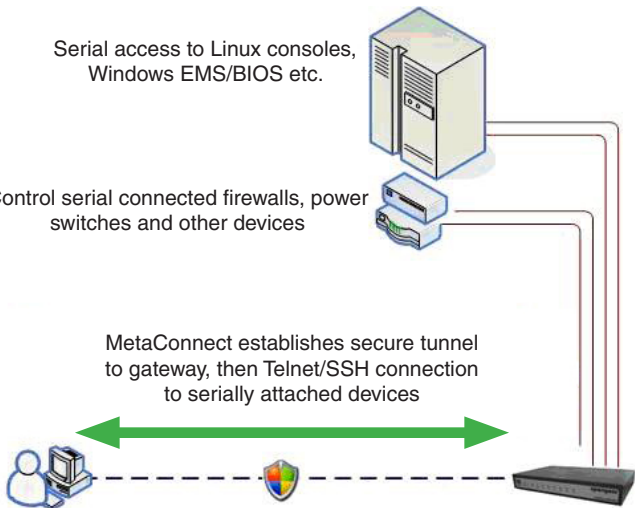 Serial access to Linux consoles,
Windows EMS/BIOS etc.
ontrol serial connected firewalls, power
switches and other devices
MetaConnect establishes secure tunnel
to gateway, then Telnet/SSH connection
to serially attached devices